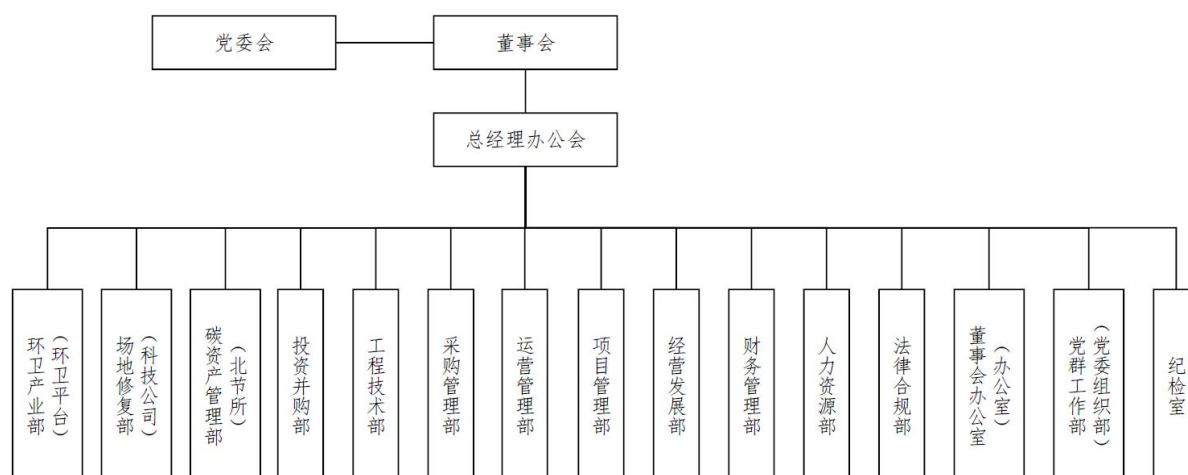 党委会
董事会
总经理办公会
环卫产业部
（环卫平台）
场地修复部
（科技公司）
碳资产管理部
（北节所）
投资并购部
工程技术部
采购管理部
运营管理部
项目管理部
经营发展部
财务管理部
人力资源部
法律合规部
董事会办公室
（办公室）
党群工作部
（党委组织部）
纪检室